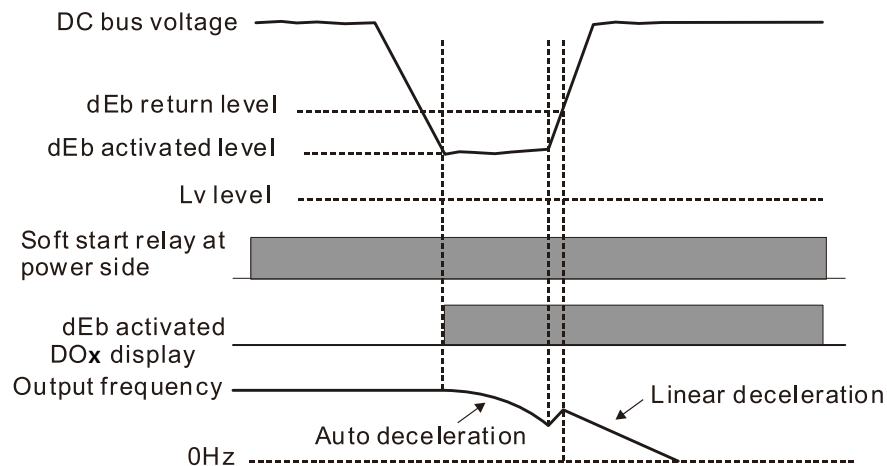 DC bus voltage
dEb return level
dEb activated level
Lv level
Soft start relay at
power side
dEb activated
DOx display
Output frequency
Linear deceleration
Auto deceleration
0Hz